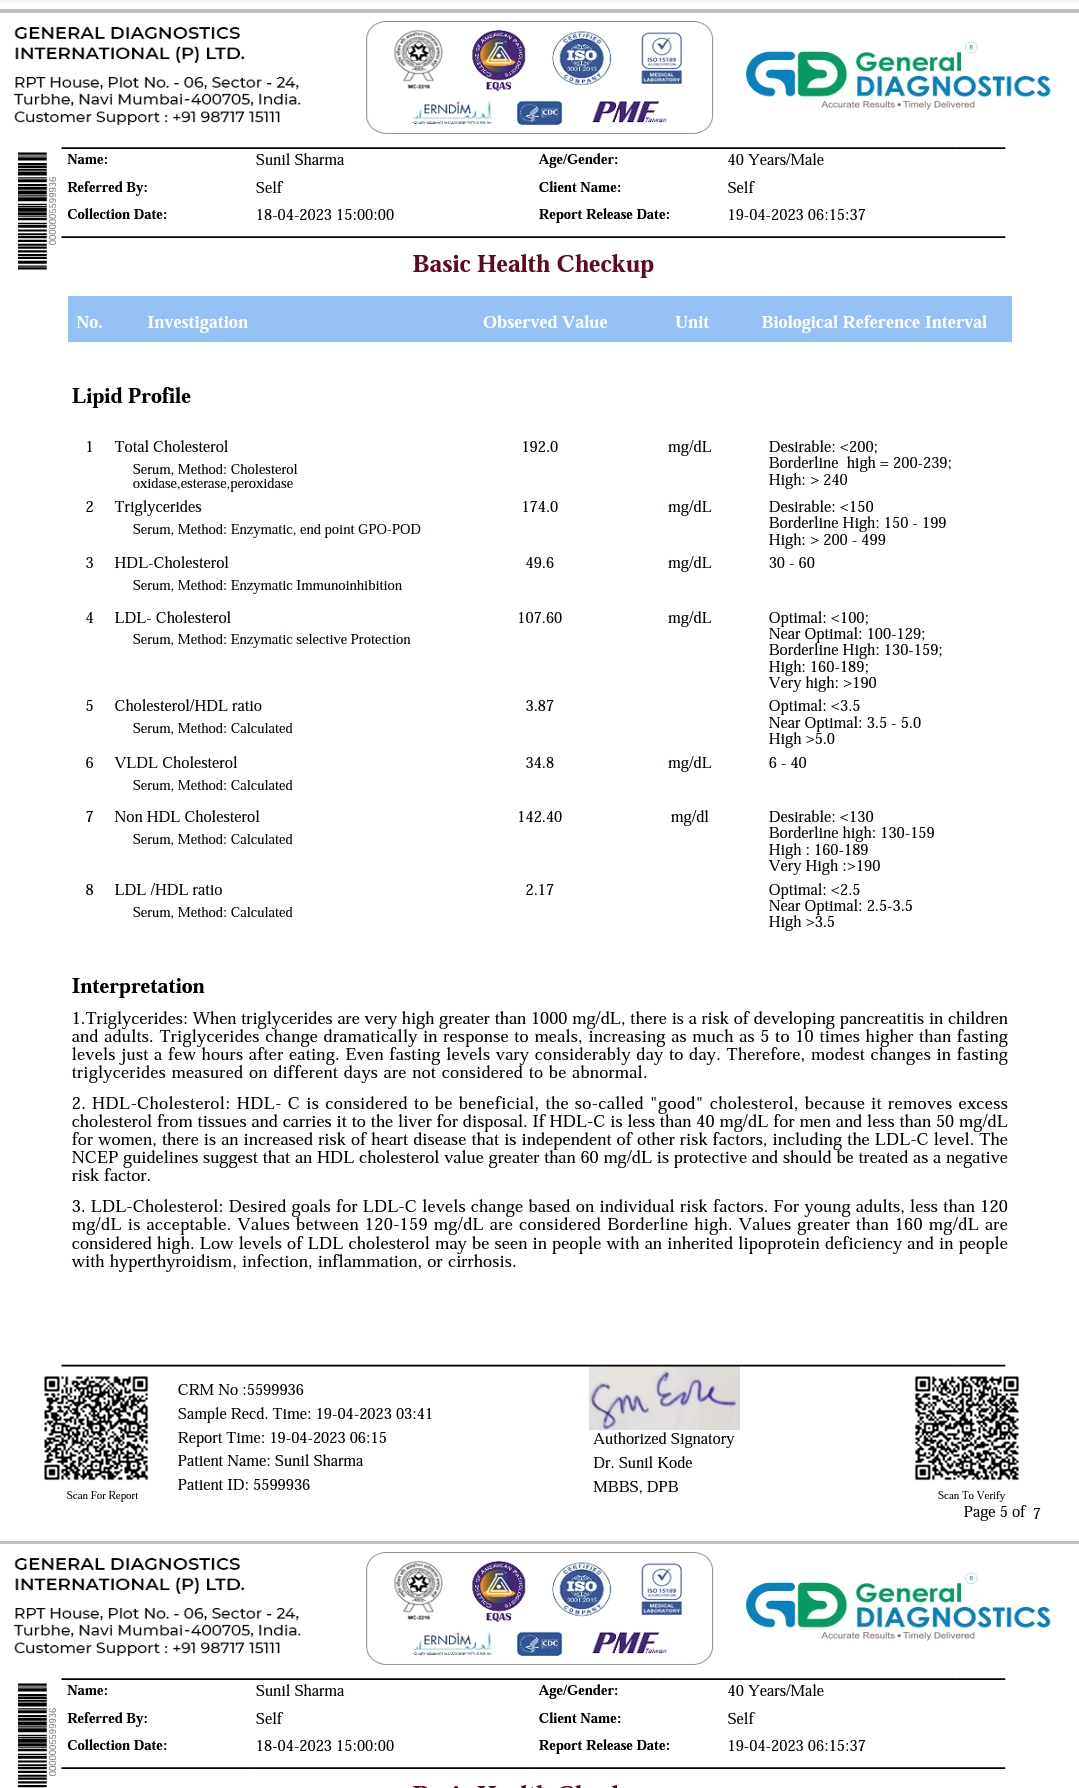 GENERAL DIAGNOSTICS
INTERNATIONAL (P) LTD.
RPT House, Plot No. - 06, Sector - 24,
Turbhe, Navi Mumbai-400705, India.
Customer Support : +91 98717 15111
MC-2216
EQAS
CERTIFIED
ISO
9001:2015
COMPANY
ISO 15189
MEDICAL
LABORATORY
ERNDIM
CDC
PMF
Taiwan
General
DIAGNOSTICS
®
Accurate Results • Timely Delivered
0000005599936
Name: Sunil Sharma Age/Gender: 40 Years/Male
Referred By: Self Client Name: Self
Collection Date: 18-04-2023 15:00:00 Report Release Date: 19-04-2023 06:15:37
Basic Health Checkup
No. Investigation Observed Value Unit Biological Reference Interval
Lipid Profile
1 Total Cholesterol 192.0 mg/dL Desirable: <200;
Borderline high = 200-239;
Serum, Method: Cholesterol
oxidase,esterase,peroxidase High: > 240
2 Triglycerides 174.0 mg/dL Desirable: <150
Serum, Method: Enzymatic, end point GPO-POD Borderline High: 150 - 199
High: > 200 - 499
3 HDL-Cholesterol 49.6 mg/dL 30 - 60
Serum, Method: Enzymatic Immunoinhibition
4 LDL- Cholesterol 107.60 mg/dL Optimal: <100;
Serum, Method: Enzymatic selective Protection Near Optimal: 100-129;
Borderline High: 130-159;
High: 160-189;
Very high: >190
5 Cholesterol/HDL ratio 3.87 Optimal: <3.5
Serum, Method: Calculated Near Optimal: 3.5 - 5.0
High >5.0
6 VLDL Cholesterol 34.8 mg/dL 6 - 40
Serum, Method: Calculated
7 Non HDL Cholesterol 142.40 mg/dl Desirable: <130
Serum, Method: Calculated Borderline high: 130-159
High : 160-189
Very High :>190
8 LDL /HDL ratio 2.17 Optimal: <2.5
Serum, Method: Calculated Near Optimal: 2.5-3.5
High >3.5
Interpretation
1.Triglycerides: When triglycerides are very high greater than 1000 mg/dL, there is a risk of developing pancreatitis in children
and adults. Triglycerides change dramatically in response to meals, increasing as much as 5 to 10 times higher than fasting
levels just a few hours after eating. Even fasting levels vary considerably day to day. Therefore, modest changes in fasting
triglycerides measured on different days are not considered to be abnormal.
2. HDL-Cholesterol: HDL- C is considered to be beneficial, the so-called "good" cholesterol, because it removes excess
cholesterol from tissues and carries it to the liver for disposal. If HDL-C is less than 40 mg/dL for men and less than 50 mg/dL
for women, there is an increased risk of heart disease that is independent of other risk factors, including the LDL-C level. The
NCEP guidelines suggest that an HDL cholesterol value greater than 60 mg/dL is protective and should be treated as a negative
risk factor.
3. LDL-Cholesterol: Desired goals for LDL-C levels change based on individual risk factors. For young adults, less than 120
mg/dL is acceptable. Values between 120-159 mg/dL are considered Borderline high. Values greater than 160 mg/dL are
considered high. Low levels of LDL cholesterol may be seen in people with an inherited lipoprotein deficiency and in people
with hyperthyroidism, infection, inflammation, or cirrhosis.
CRM No :5599936
Sample Recd. Time: 19-04-2023 03:41
Report Time: 19-04-2023 06:15
Patient Name: Sunil Sharma
Patient ID: 5599936
Scan For Report
Authorized Signatory
Dr. Sunil Kode
MBBS, DPB
Scan To Verify
Page 5 of 7
GENERAL DIAGNOSTICS
INTERNATIONAL (P) LTD.
RPT House, Plot No. - 06, Sector - 24,
Turbhe, Navi Mumbai-400705, India.
Customer Support : +91 98717 15111
MC-2216
EQAS
CERTIFIED
ISO
9001:2015
COMPANY
ISO 15189
MEDICAL
LABORATORY
ERNDIM
CDC
PMF
Taiwan
General
DIAGNOSTICS
®
Accurate Results • Timely Delivered
0000005599936
Name: Sunil Sharma Age/Gender: 40 Years/Male
Referred By: Self Client Name: Self
Collection Date: 18-04-2023 15:00:00 Report Release Date: 19-04-2023 06:15:37